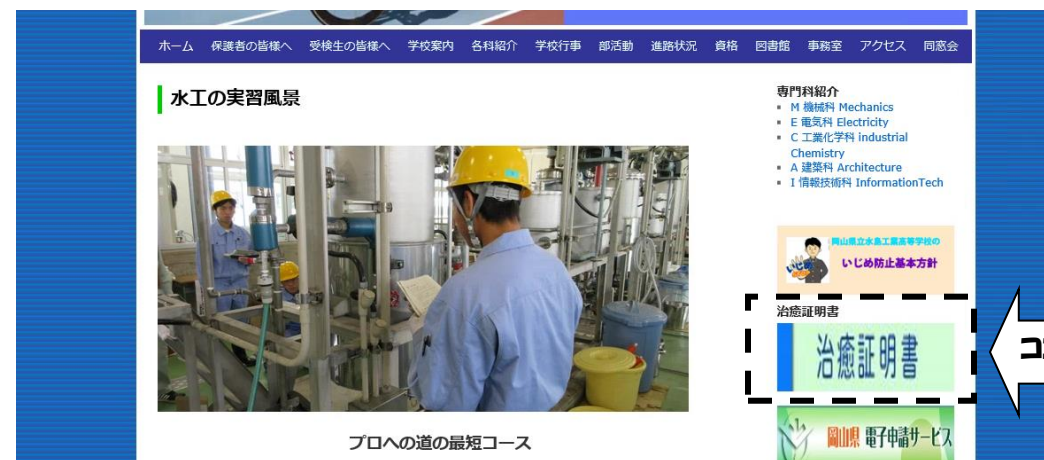 ホーム 保護者の皆様へ 受検生の皆様へ 学校案内 各科紹介 学校行事 部活動 進路状況 資格 図書館 事務室 アクセス 同窓会
水工の実習風景
プロへの道の最短コース
専門科紹介
M 機械科 Mechanics
E 電気科 Electricity
C 工業化学科 industrial
Chemistry
A 建築科 Architecture
I 情報技術科 InformationTech
岡山県立水島工業高等学校の
いじめ防止基本方針
治癒証明書
治癒証明書
岡山県 電子申請サービス